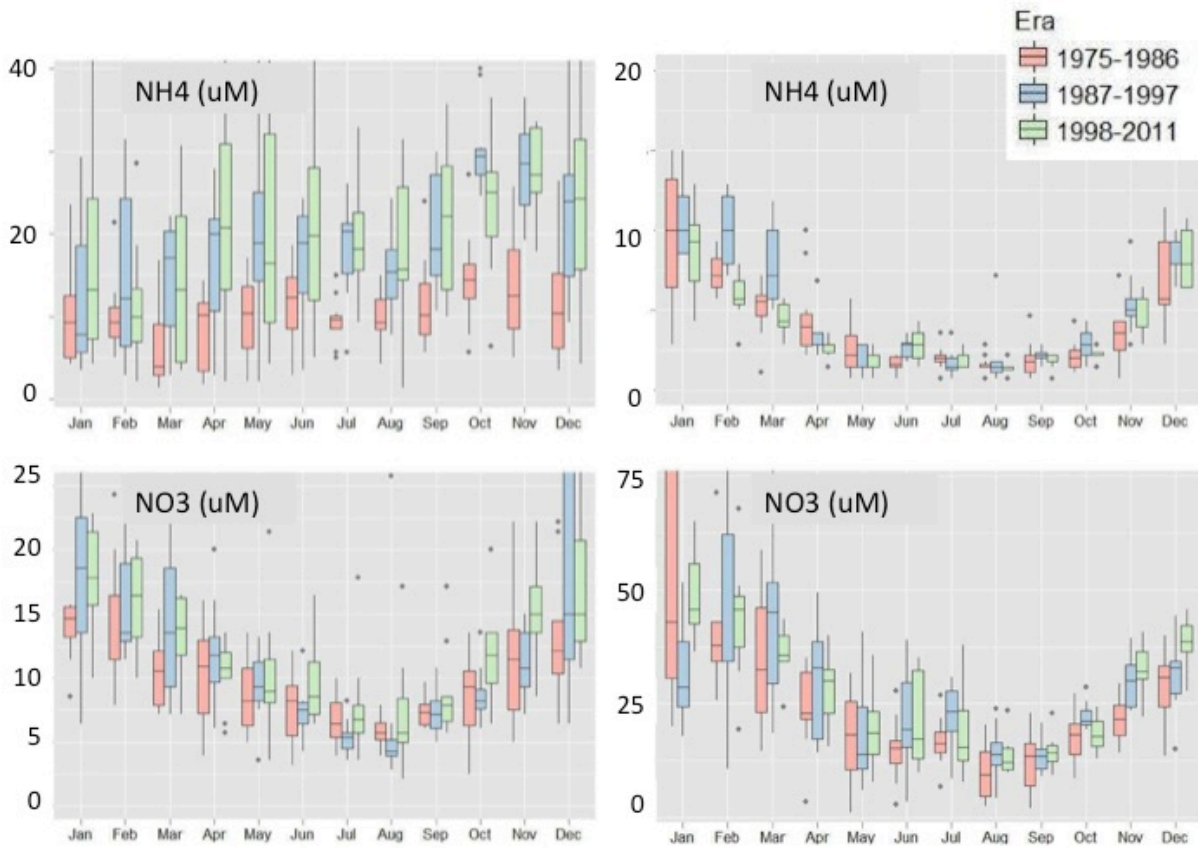 Era
1975-1986
1987-1997
1998-2011
NH4 (uM)
40
20
0
Jan Feb Mar Apr May Jun Jul Aug Sep Oct Nov Dec
NH4 (uM)
20
10
0
Jan Feb Mar Apr May Jun Jul Aug Sep Oct Nov Dec
NO3 (uM)
25
20
15
10
5
0
Jan Feb Mar Apr May Jun Jul Aug Sep Oct Nov Dec
NO3 (uM)
75
50
25
0
Jan Feb Mar Apr May Jun Jul Aug Sep Oct Nov Dec